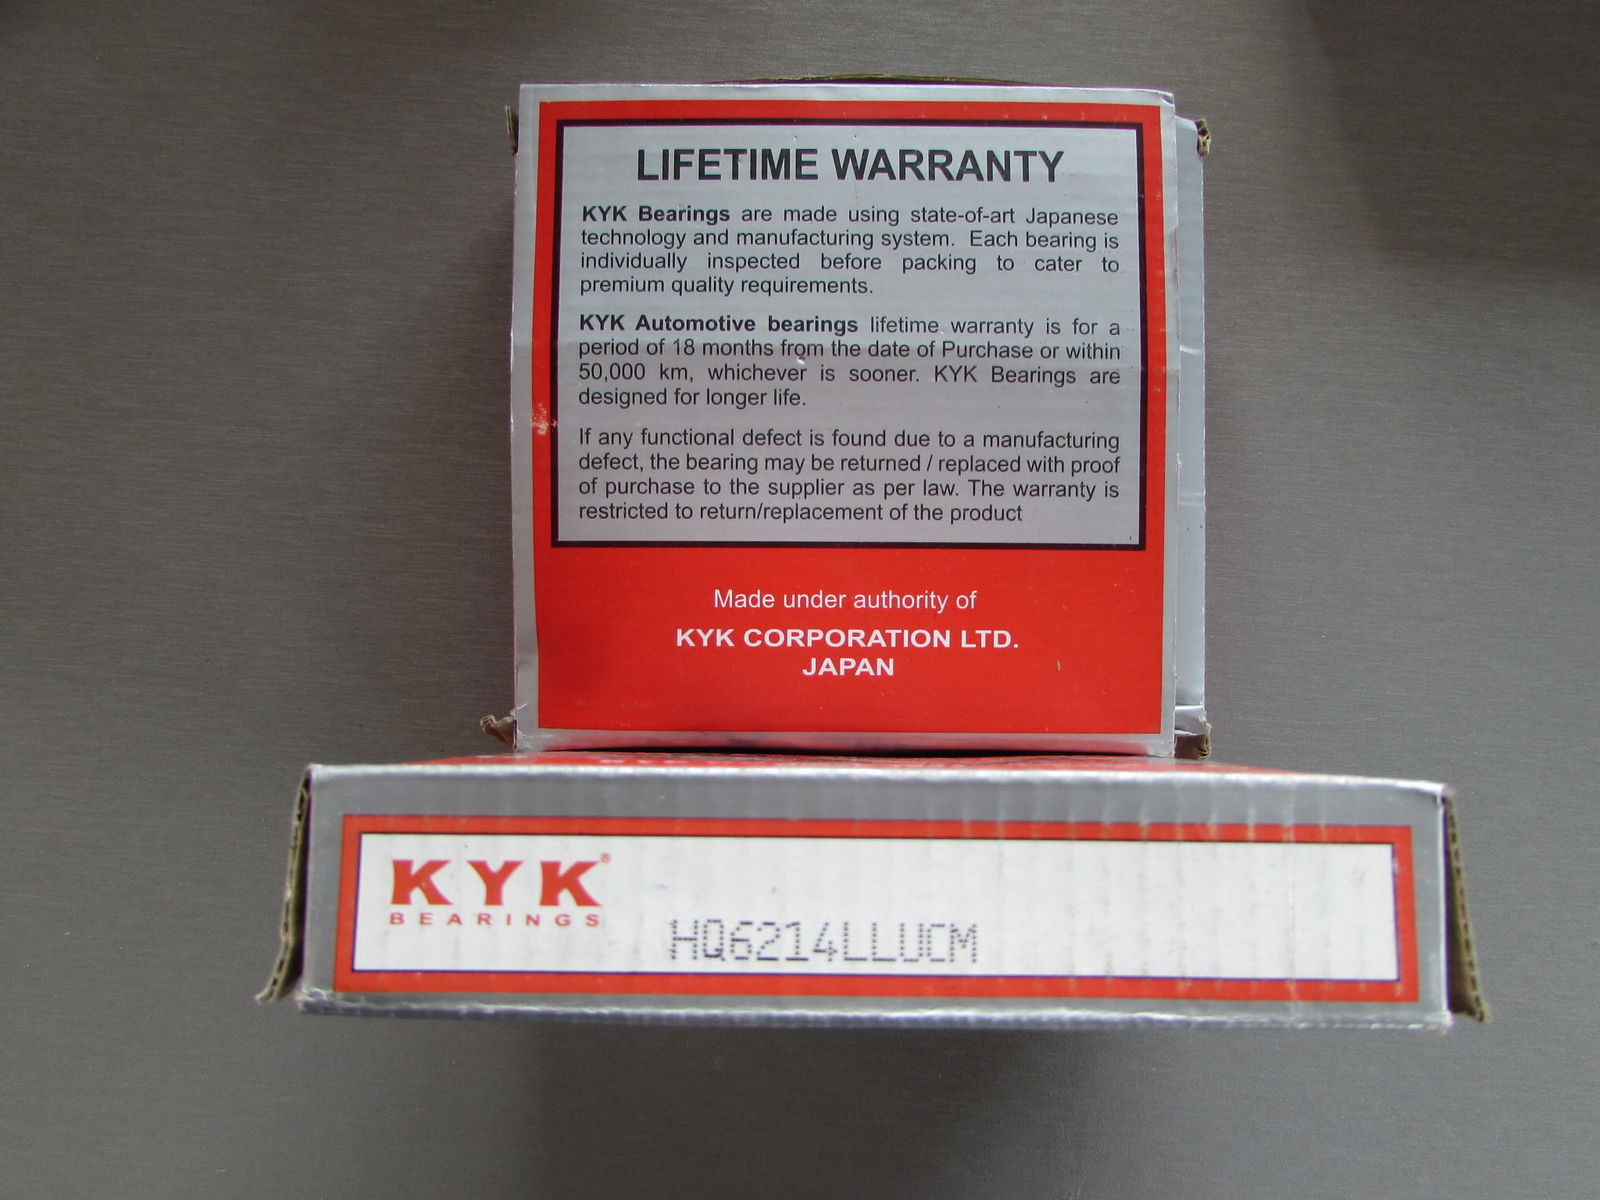 LIFETIME WARRANTY
KYK Bearings are made using state-of-art Japanese
technology and manufacturing system. Each bearing is
individually inspected before packing to cater to
premium quality requirements.
KYK Automotive bearings lifetime warranty is for a
period of 18 months from the date of Purchase or within
50,000 km, whichever is sooner. KYK Bearings are
designed for longer life.
If any functional defect is found due to a manufacturing
defect, the bearing may be returned / replaced with proof
of purchase to the supplier as per law. The warranty is
restricted to return/replacement of the product
Made under authority of
KYK CORPORATION LTD.
JAPAN
KYK®
BEARINGS
HQ6214LLUCM